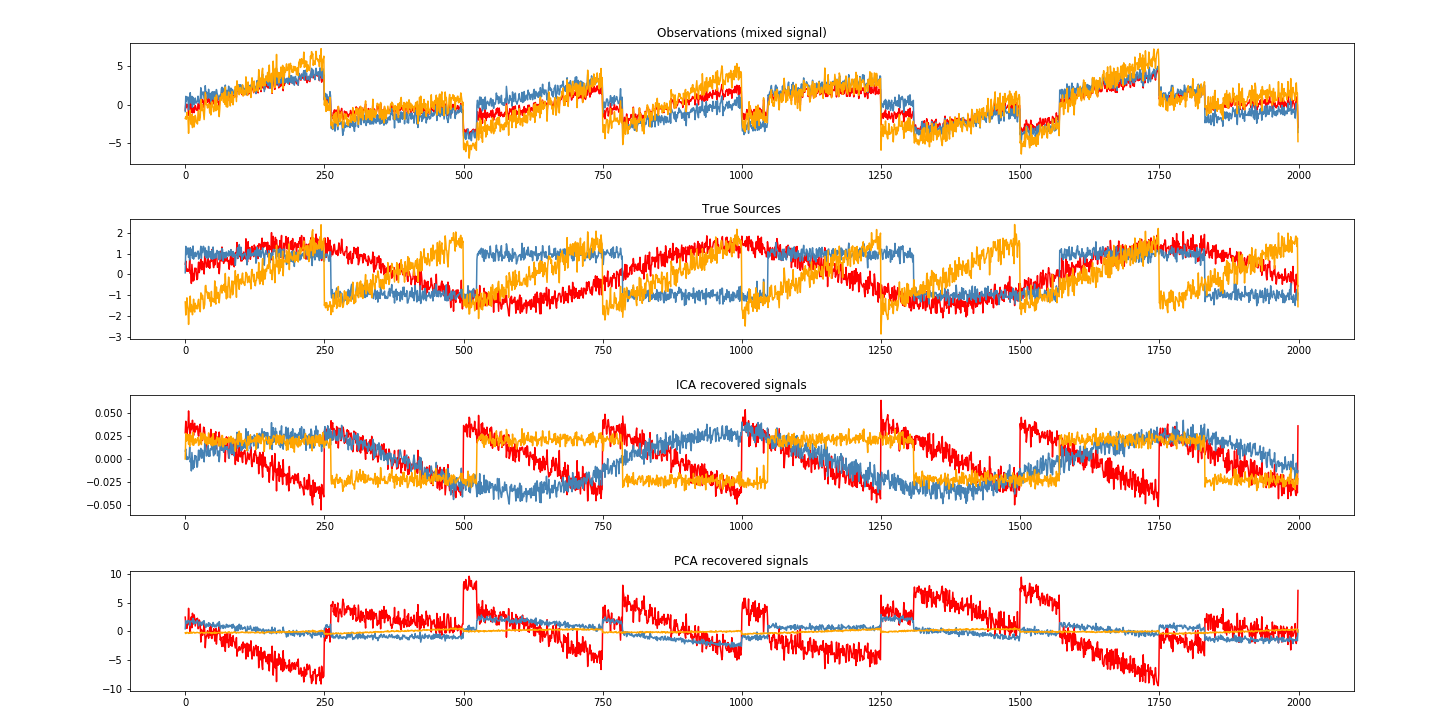 Observations (mixed signal)
5
0
−5
0 250 500 750 1000 1250 1500 1750 2000
True Sources
2
1
0
−1
−2
−3
0 250 500 750 1000 1250 1500 1750 2000
ICA recovered signals
0.050
0.025
0.000
−0.025
−0.050
0 250 500 750 1000 1250 1500 1750 2000
PCA recovered signals
10
5
0
−5
−10
0 250 500 750 1000 1250 1500 1750 2000